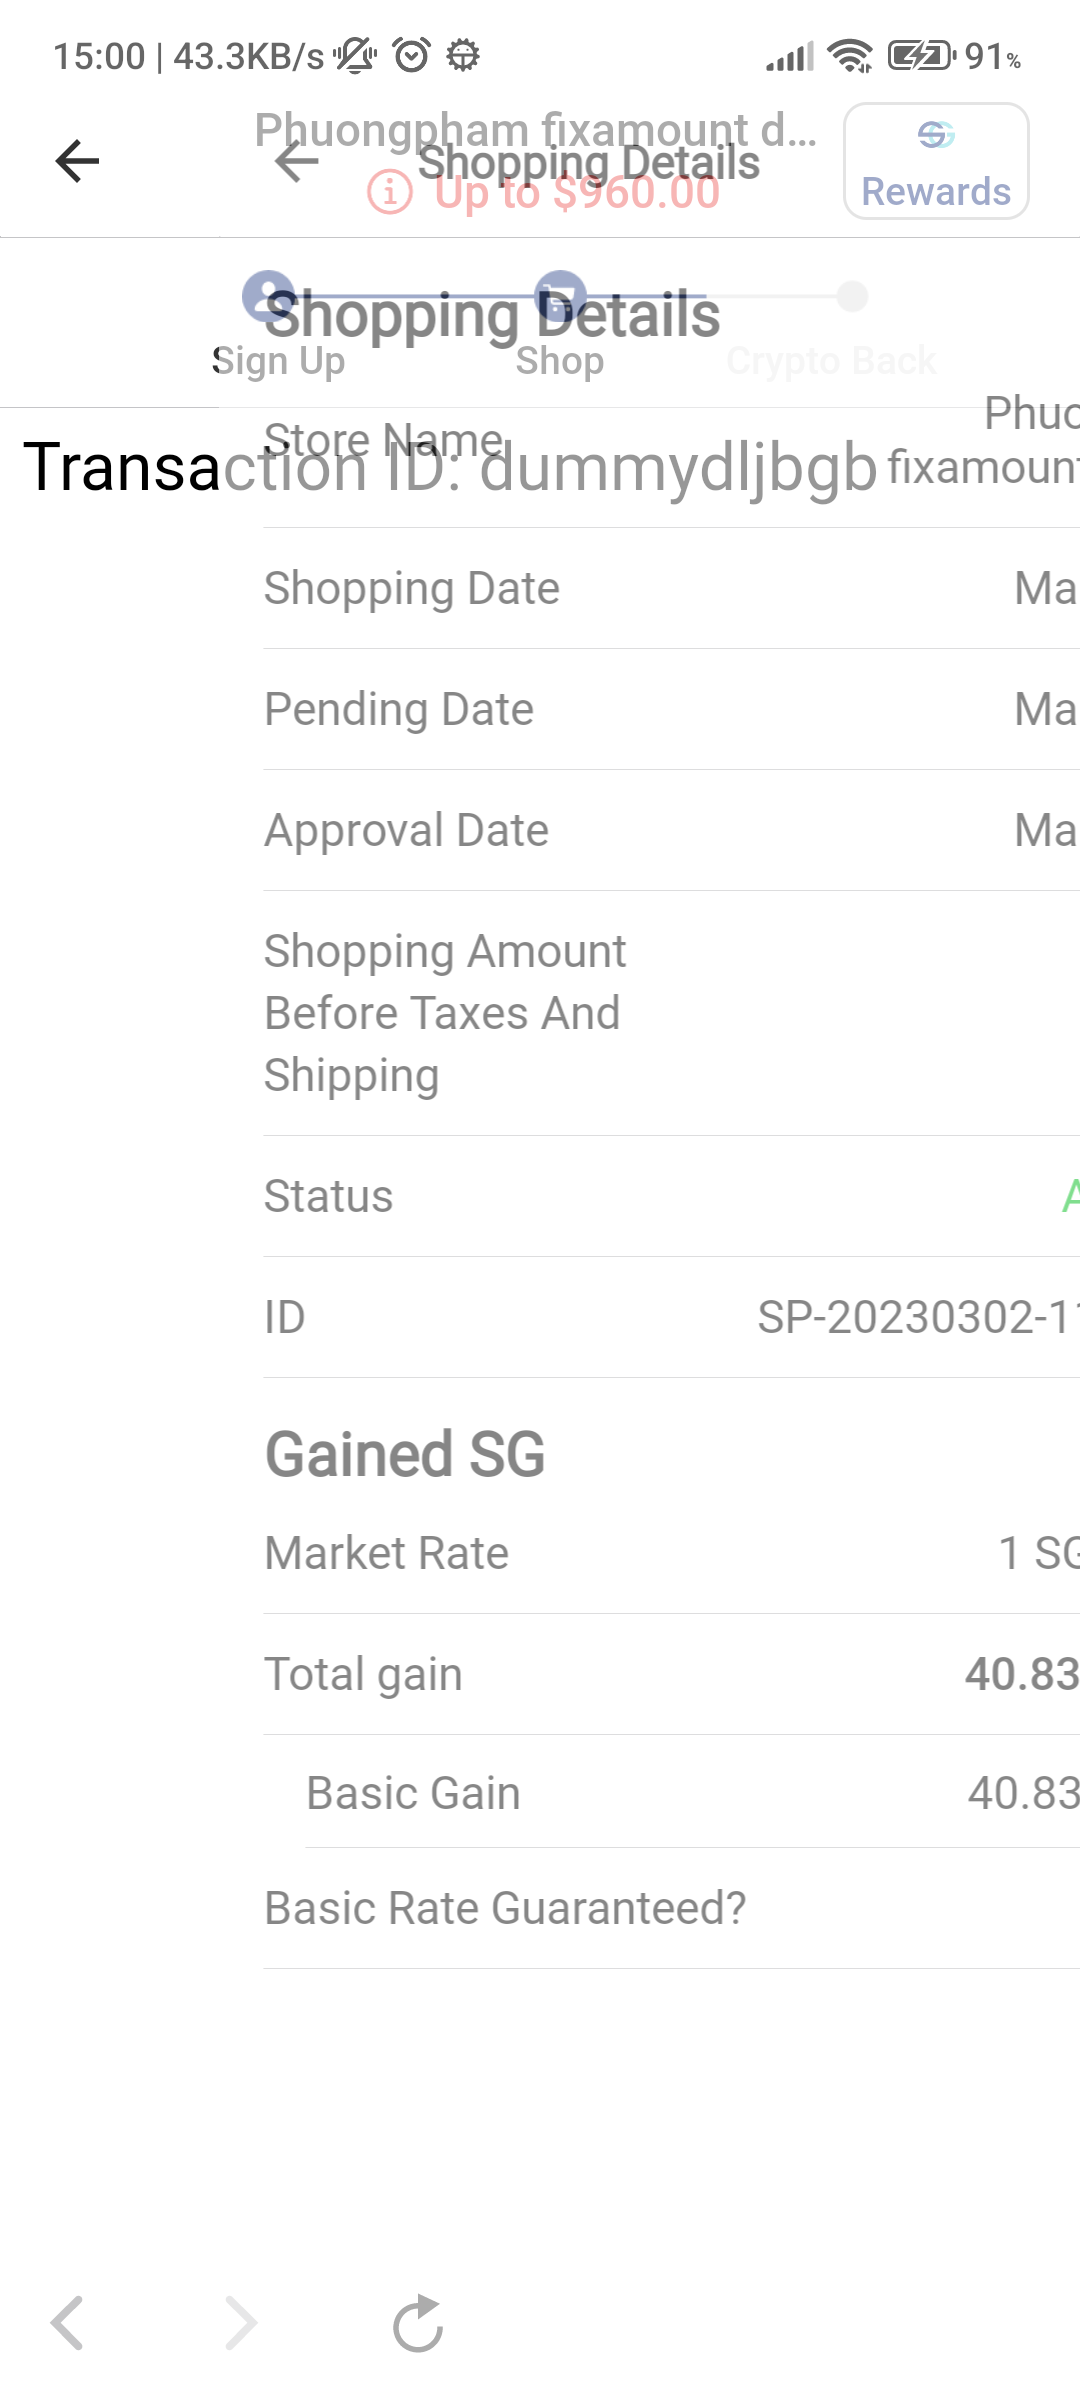 15:00 | 43.3KB/s 91%
Phuongpham fixamount d...
Shopping Details
Up to $960.00
Rewards
Shopping Details
Sign Up Shop Crypto Back
Store Name Phuo
fixamount
Transaction ID: dummydljbgb
Shopping Date Ma
Pending Date Ma
Approval Date Ma
Shopping Amount
Before Taxes And
Shipping
Status A
ID SP-20230302-11
Gained SG
Market Rate 1 SG
Total gain 40.83
Basic Gain 40.83
Basic Rate Guaranteed?